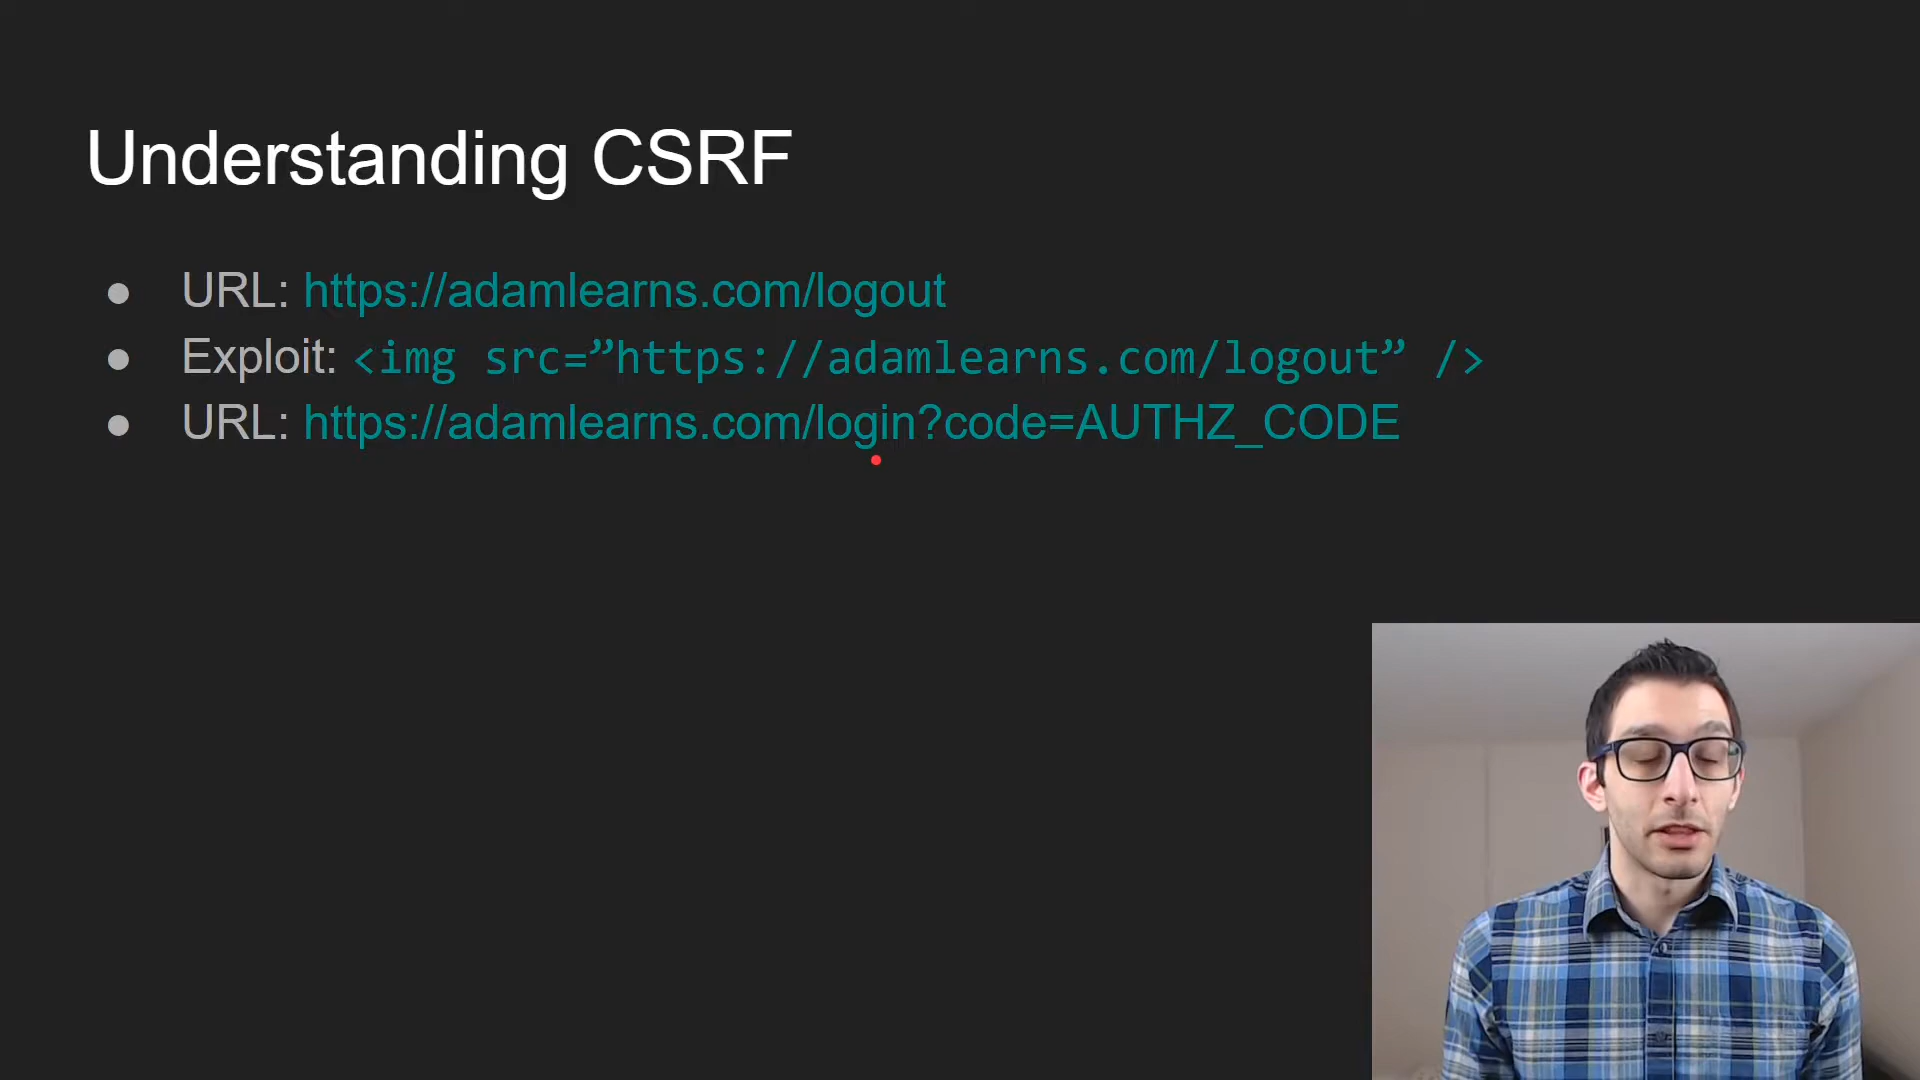 Understanding CSRF
● URL: https://adamlearns.com/logout
● Exploit: <img src=”https://adamlearns.com/logout” />
● URL: https://adamlearns.com/login?code=AUTHZ_CODE